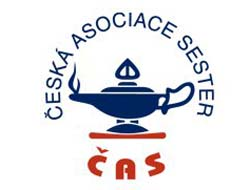 ČESKÁ ASOCIACE SESTER
ČAS